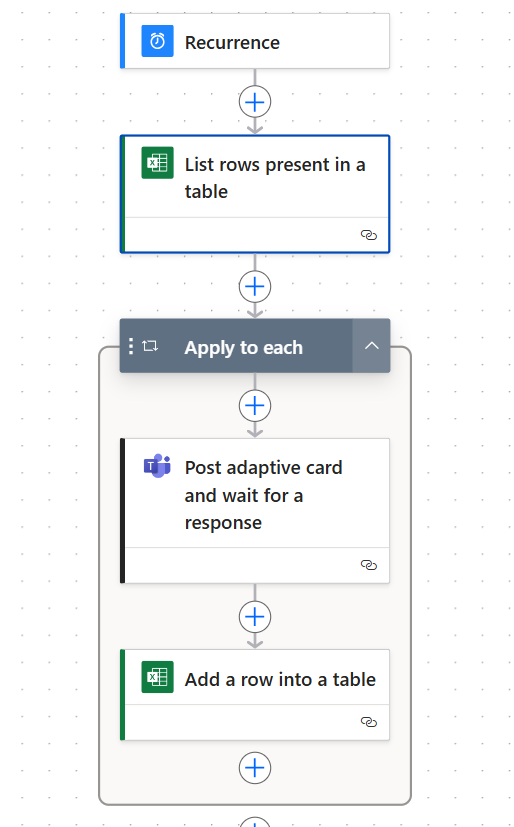 Recurrence
List rows present in a
table
Apply to each
Post adaptive card
and wait for a
response
Add a row into a table